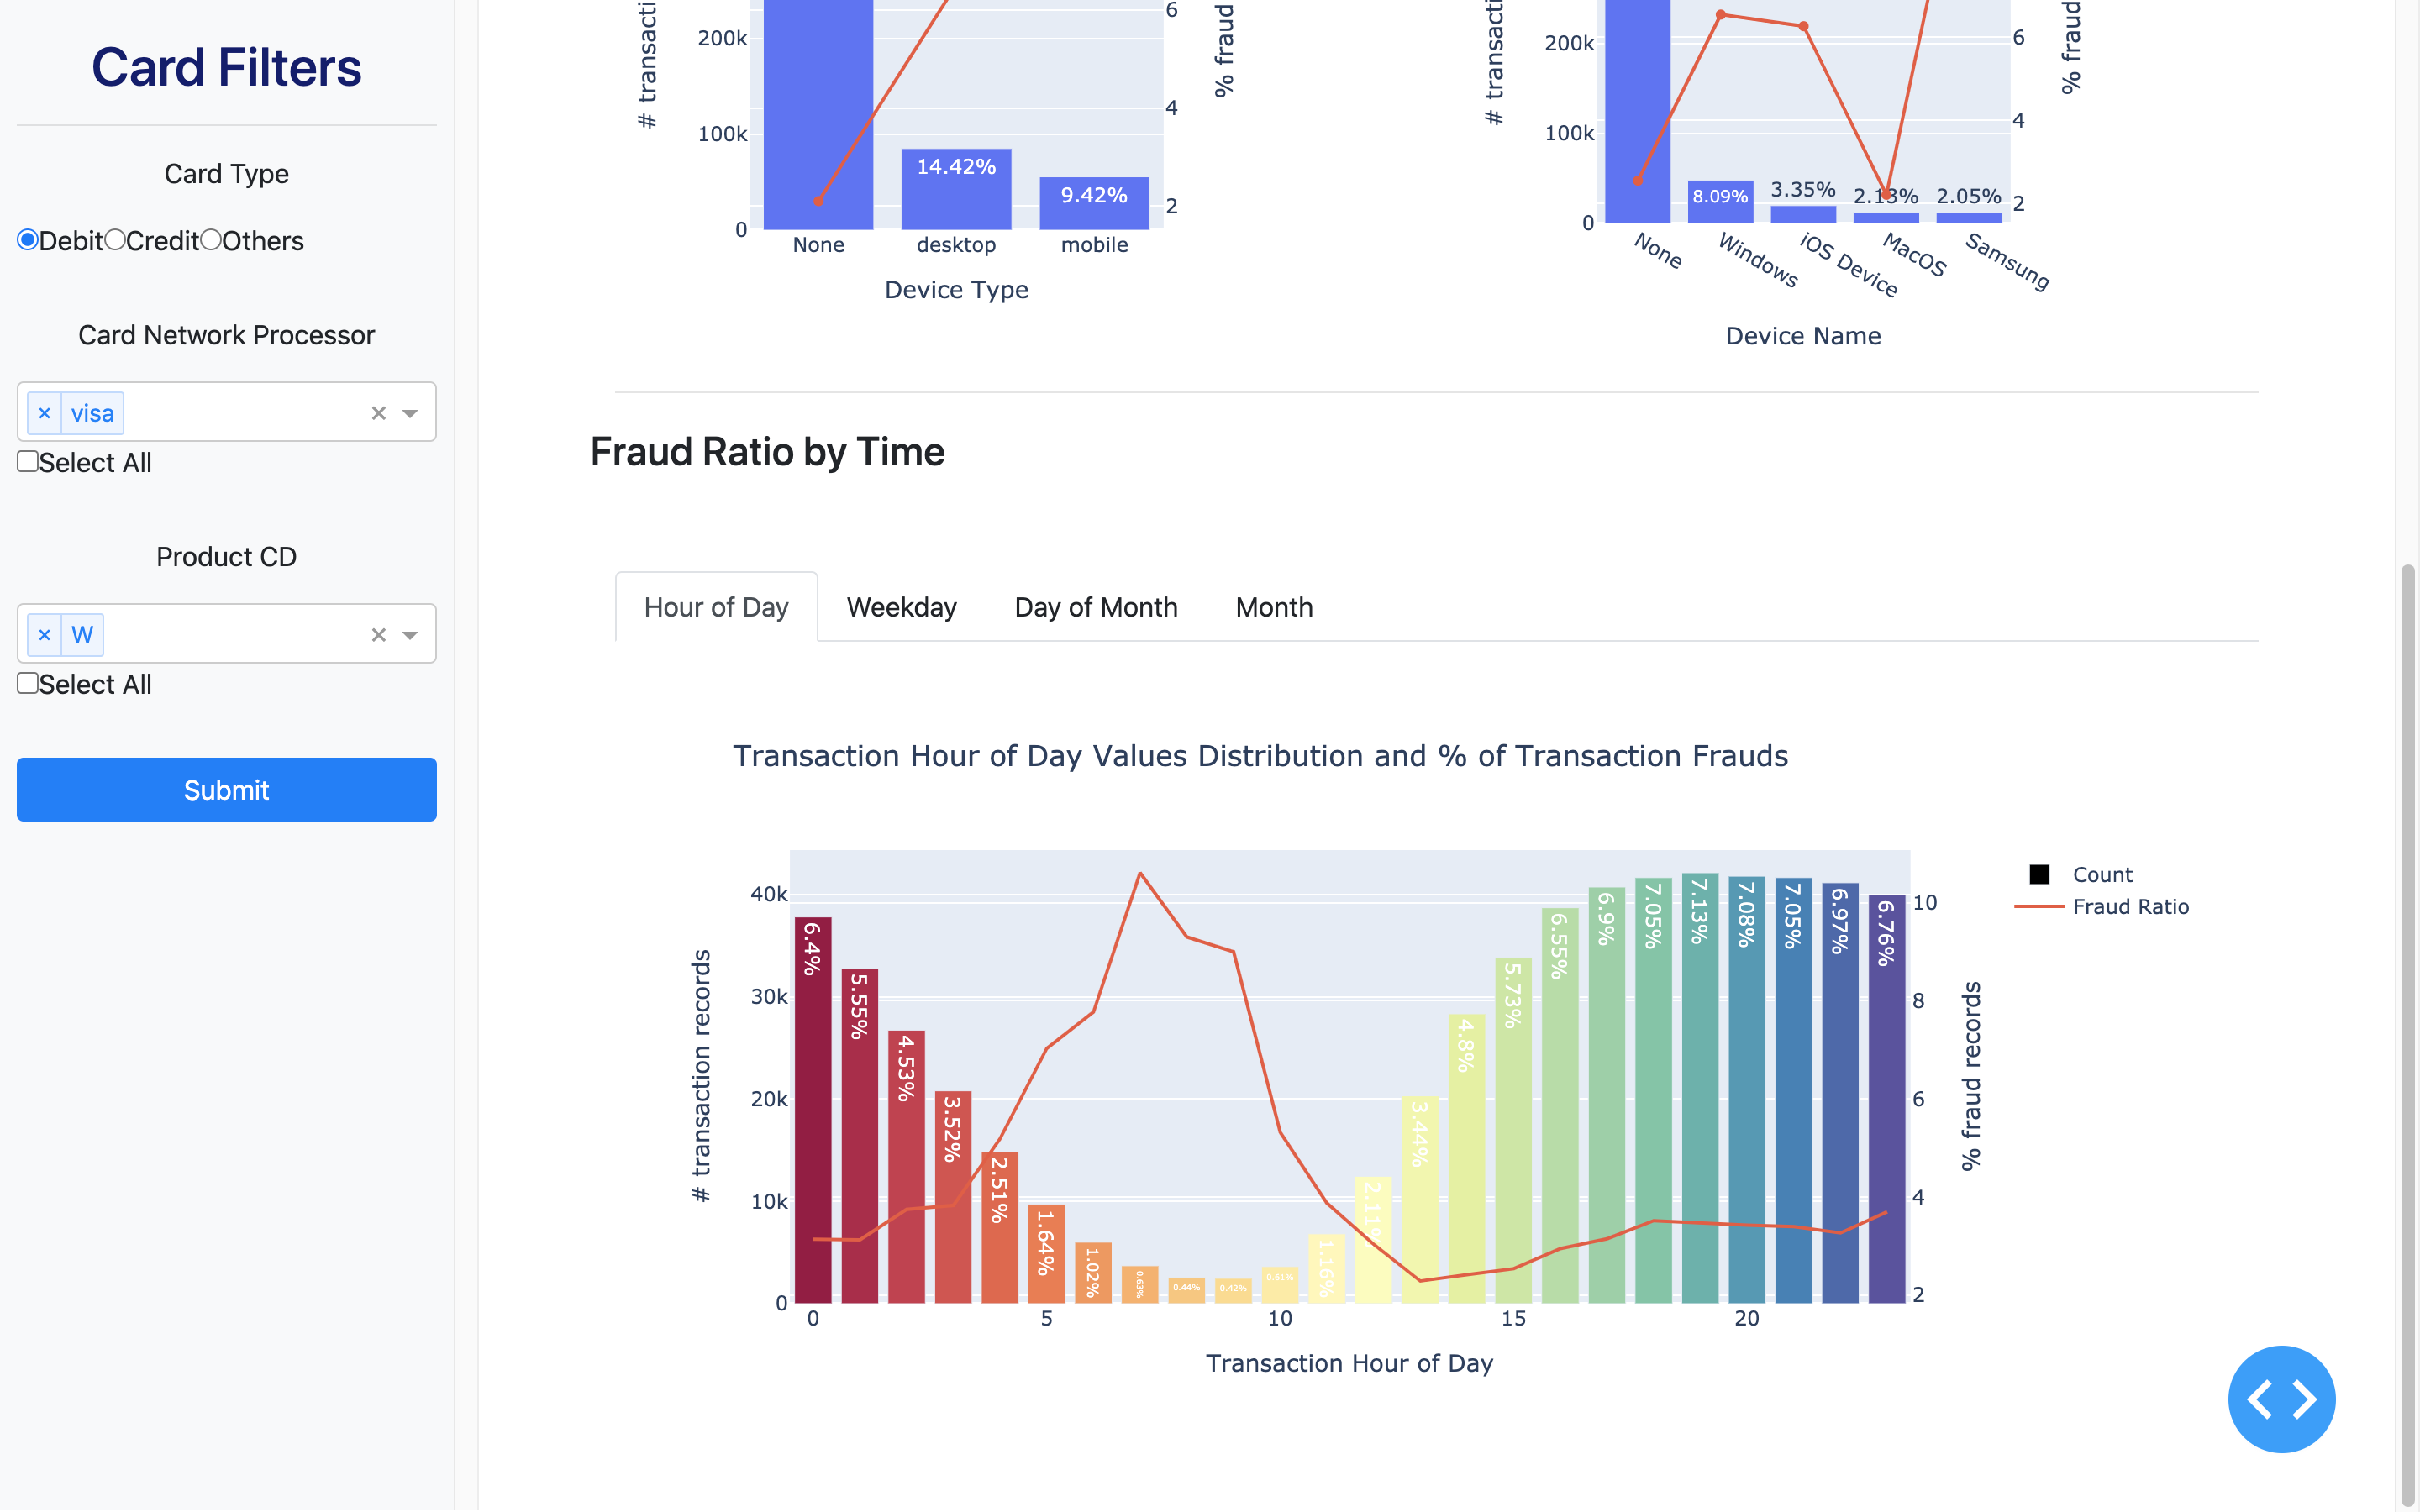 Card Filters
Card Type
Debit Credit Others
Card Network Processor
× visa
Select All
Product CD
× W
Select All
Submit
# transacti
200k
100k
0
14.42%
9.42%
6
4
2
% fraud
None desktop mobile
Device Type
# transacti
200k
100k
0
8.09%
3.35%
2.13%
2.05%
6
4
2
% fraud
None Windows iOS Device MacOS Samsung
Device Name
Fraud Ratio by Time
Hour of Day Weekday Day of Month Month
Transaction Hour of Day Values Distribution and % of Transaction Frauds
# transaction records
40k
30k
20k
10k
0
6.4%
5.55%
4.53%
3.52%
2.51%
1.64%
1.02%
0.63%
0.44%
0.42%
0.61%
1.16%
2.11%
3.44%
4.8%
5.73%
6.55%
6.9%
7.05%
7.13%
7.08%
7.05%
6.97%
6.76%
10
8
6
4
2
% fraud records
0 5 10 15 20
Transaction Hour of Day
Count
Fraud Ratio